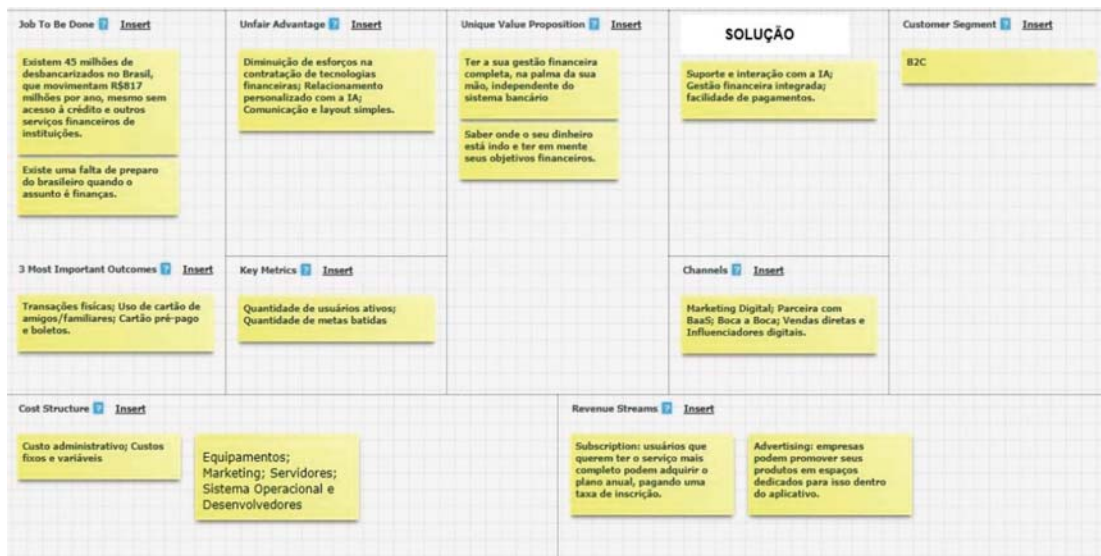 Job To Be Done ? Insert
Existem 45 milhões de
desbancarizados no Brasil,
que movimentam R$817
milhões por ano, mesmo sem
acesso à crédito e outros
serviços financeiros de
instituições.
Existe uma falta de preparo
do brasileiro quando o
assunto é finanças.
Unfair Advantage ? Insert
Diminuição de esforços na
contratação de tecnologias
financeiras; Relacionamento
personalizado com a IA;
Comunicação e layout simples.
Unique Value Proposition ? Insert
Ter a sua gestão financeira
completa, na palma da sua
mão, independente do
sistema bancário
Saber onde o seu dinheiro
está indo e ter em mente
seus objetivos financeiros.
SOLUÇÃO
Suporte e interação com a IA;
Gestão financeira integrada;
facilidade de pagamentos.
Customer Segment ? Insert
B2C
3 Most Important Outcomes ? Insert
Transações fisícas; Uso de cartão de
amigos/familiares; Cartão pré-pago
e boletos.
Key Metrics ? Insert
Quantidade de usuários ativos;
Quantidade de metas batidas
Channels ? Insert
Marketing Digital; Parceira com
BaaS; Boca a Boca; Vendas diretas e
Influenciadores digitais.
Cost Structure ? Insert
Custo administrativo; Custos
fixos e variáveis
Equipamentos;
Marketing; Servidores;
Sistema Operacional e
Desenvolvedores
Revenue Streams ? Insert
Subscription: usuários que
querem ter o serviço mais
completo podem adquirir o
plano anual, pagando uma
taxa de inscrição.
Advertising: empresas
podem promover seus
produtos em espaços
dedicados para isso dentro
do aplicativo.